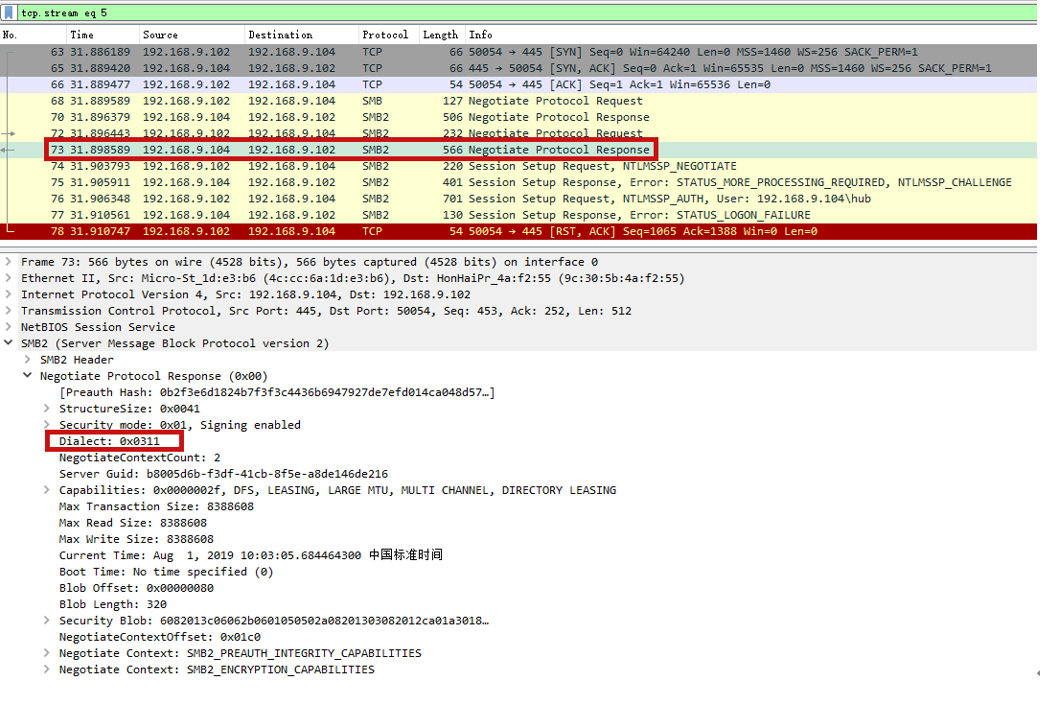 tcp.stream eq 5
No. Time Source Destination Protocol Length Info
63 31.886189 192.168.9.102 192.168.9.104 TCP 66 50054 → 445 [SYN] Seq=0 Win=64240 Len=0 MSS=1460 WS=256 SACK_PERM=1
65 31.889420 192.168.9.104 192.168.9.102 TCP 66 445 → 50054 [SYN, ACK] Seq=0 Ack=1 Win=65535 Len=0 MSS=1460 WS=256 SACK_PERM=1
66 31.889477 192.168.9.102 192.168.9.104 TCP 54 50054 → 445 [ACK] Seq=1 Ack=1 Win=65536 Len=0
68 31.889589 192.168.9.102 192.168.9.104 SMB 127 Negotiate Protocol Request
70 31.896379 192.168.9.104 192.168.9.102 SMB2 506 Negotiate Protocol Response
72 31.896443 192.168.9.102 192.168.9.104 SMB2 232 Negotiate Protocol Request
73 31.898589 192.168.9.104 192.168.9.102 SMB2 566 Negotiate Protocol Response
74 31.903793 192.168.9.102 192.168.9.104 SMB2 220 Session Setup Request, NTLMSSP_NEGOTIATE
75 31.905911 192.168.9.104 192.168.9.102 SMB2 401 Session Setup Response, Error: STATUS_MORE_PROCESSING_REQUIRED, NTLMSSP_CHALLENGE
76 31.906348 192.168.9.102 192.168.9.104 SMB2 701 Session Setup Request, NTLMSSP_AUTH, User: 192.168.9.104\hub
77 31.910561 192.168.9.104 192.168.9.102 SMB2 130 Session Setup Response, Error: STATUS_LOGON_FAILURE
78 31.910747 192.168.9.102 192.168.9.104 TCP 54 50054 → 445 [RST, ACK] Seq=1065 Ack=1388 Win=0 Len=0
Frame 73: 566 bytes on wire (4528 bits), 566 bytes captured (4528 bits) on interface 0
Ethernet II, Src: Micro-St_1d:e3:b6 (4c:cc:6a:1d:e3:b6), Dst: HonHaiPr_4a:f2:55 (9c:30:5b:4a:f2:55)
Internet Protocol Version 4, Src: 192.168.9.104, Dst: 192.168.9.102
Transmission Control Protocol, Src Port: 445, Dst Port: 50054, Seq: 453, Ack: 252, Len: 512
NetBIOS Session Service
SMB2 (Server Message Block Protocol version 2)
SMB2 Header
Negotiate Protocol Response (0x00)
[Preauth Hash: 0b2f3e6d1824b7f3f3c4436b6947927de7efd014ca048d57…]
StructureSize: 0x0041
Security mode: 0x01, Signing enabled
Dialect: 0x0311
NegotiateContextCount: 2
Server Guid: b8005d6b-f3df-41cb-8f5e-a8de146de216
Capabilities: 0x0000002f, DFS, LEASING, LARGE MTU, MULTI CHANNEL, DIRECTORY LEASING
Max Transaction Size: 8388608
Max Read Size: 8388608
Max Write Size: 8388608
Current Time: Aug  1, 2019 10:03:05.684464300 中国标准时间
Boot Time: No time specified (0)
Blob Offset: 0x00000080
Blob Length: 320
Security Blob: 6082013c06062b0601050502a08201303082012ca01a3018…
NegotiateContextOffset: 0x01c0
Negotiate Context: SMB2_PREAUTH_INTEGRITY_CAPABILITIES
Negotiate Context: SMB2_ENCRYPTION_CAPABILITIES